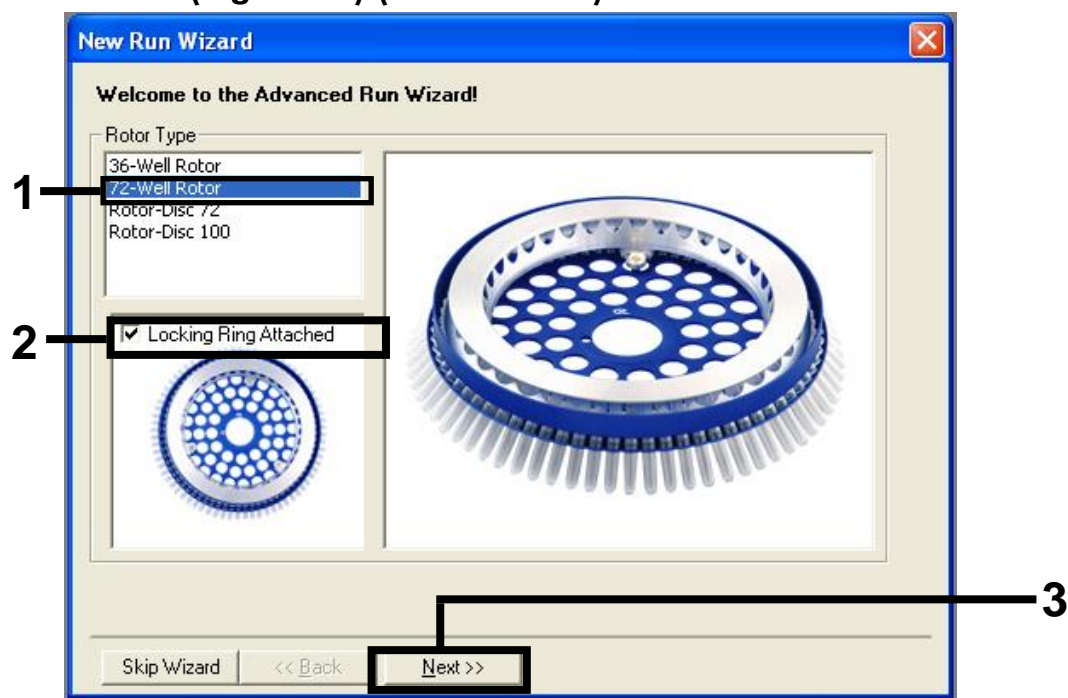 New Run Wizard
Welcome to the Advanced Run Wizard!
Rotor Type
36-Well Rotor
1
72-Well Rotor
Rotor-Disc 72
Rotor-Disc 100
2
Locking Ring Attached
3
Skip Wizard << Back Next >>